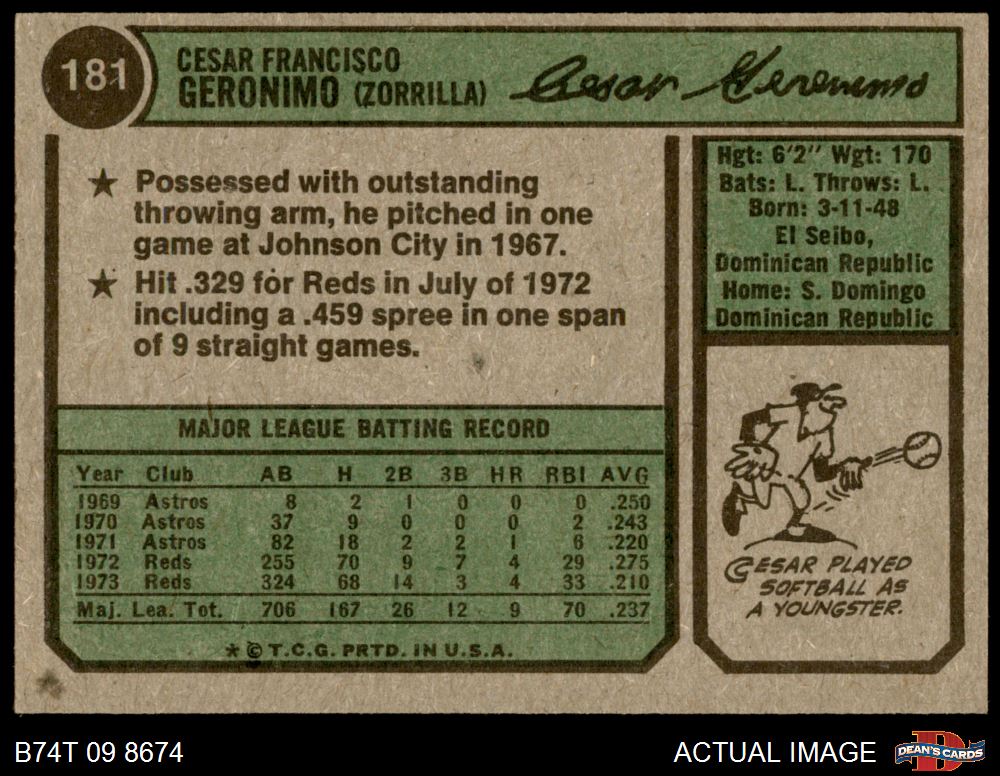 181
CESAR FRANCISCO
GERONIMO (ZORRILLA)
Cesar Geronimo
★ Possessed with outstanding
throwing arm, he pitched in one
game at Johnson City in 1967.
★ Hit .329 for Reds in July of 1972
including a .459 spree in one span
of 9 straight games.
Hgt: 6'2" Wgt: 170
Bats: L. Throws: L.
Born: 3-11-48
El Seibo,
Dominican Republic
Home: S. Domingo
Dominican Republic
MAJOR LEAGUE BATTING RECORD
Year Club AB H 2B 3B HR RBI AVG
1969 Astros 8 2 1 0 0 0 .250
1970 Astros 37 9 0 0 0 2 .243
1971 Astros 82 18 2 2 1 6 .220
1972 Reds 255 70 9 7 4 29 .275
1973 Reds 324 68 14 3 4 33 .210
Maj. Lea. Tot. 706 167 26 12 9 70 .237
* © T.C.G. PRTD. IN U.S.A.
CESAR PLAYED
SOFTBALL AS
A YOUNGSTER.
B74T 09 8674
ACTUAL IMAGE
DEAN'S CARDS